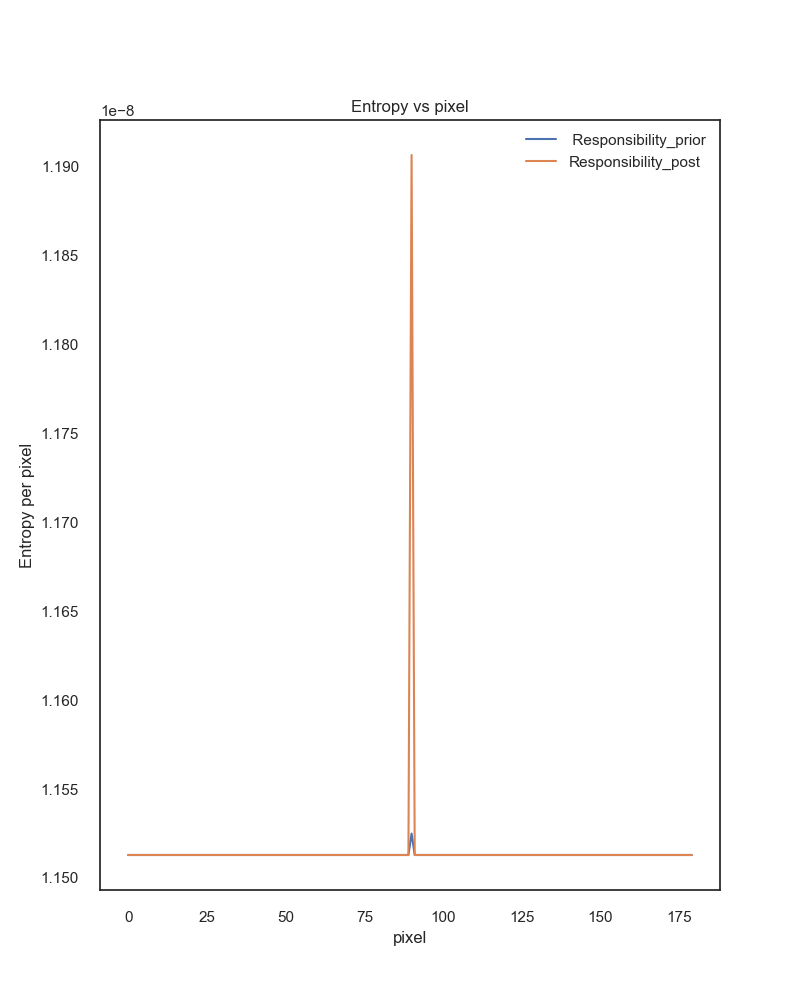 Entropy vs pixel
1e−8
Responsibility_prior
Responsibility_post
1.190
1.185
1.180
1.175
1.170
1.165
1.160
1.155
1.150
Entropy per pixel
0 25 50 75 100 125 150 175
pixel